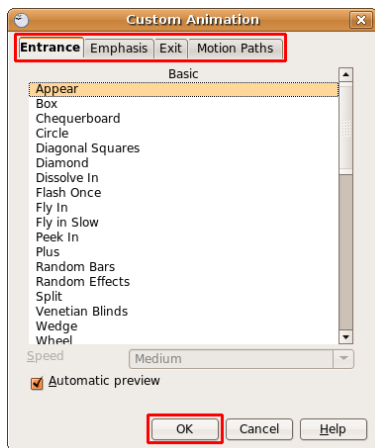 Custom Animation
Entrance Emphasis Exit Motion Paths
Basic
Appear
Box
Chequerboard
Circle
Diagonal Squares
Diamond
Dissolve In
Flash Once
Fly In
Fly in Slow
Peek In
Plus
Random Bars
Random Effects
Split
Venetian Blinds
Wedge
Wheel
Speed Medium
Automatic preview
OK Cancel Help